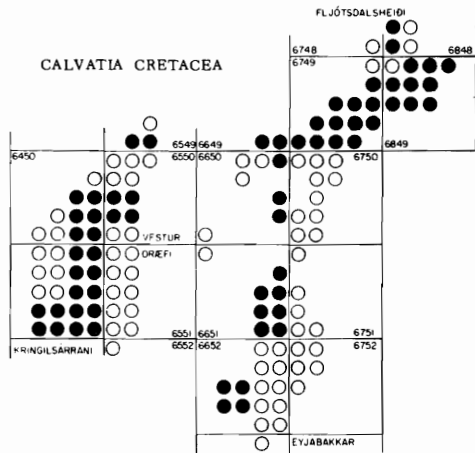 FLJÓTSDALSHEIÐI
6748 6848
6749
CALVATIA CRETACEA
6549 6649 6849
6450 6550 6650 6750
VESTUR
ÖRÆFI
6551 6651 6751
KRINGILSÁRRANI 6552 6652 6752
EYJABAKKAR